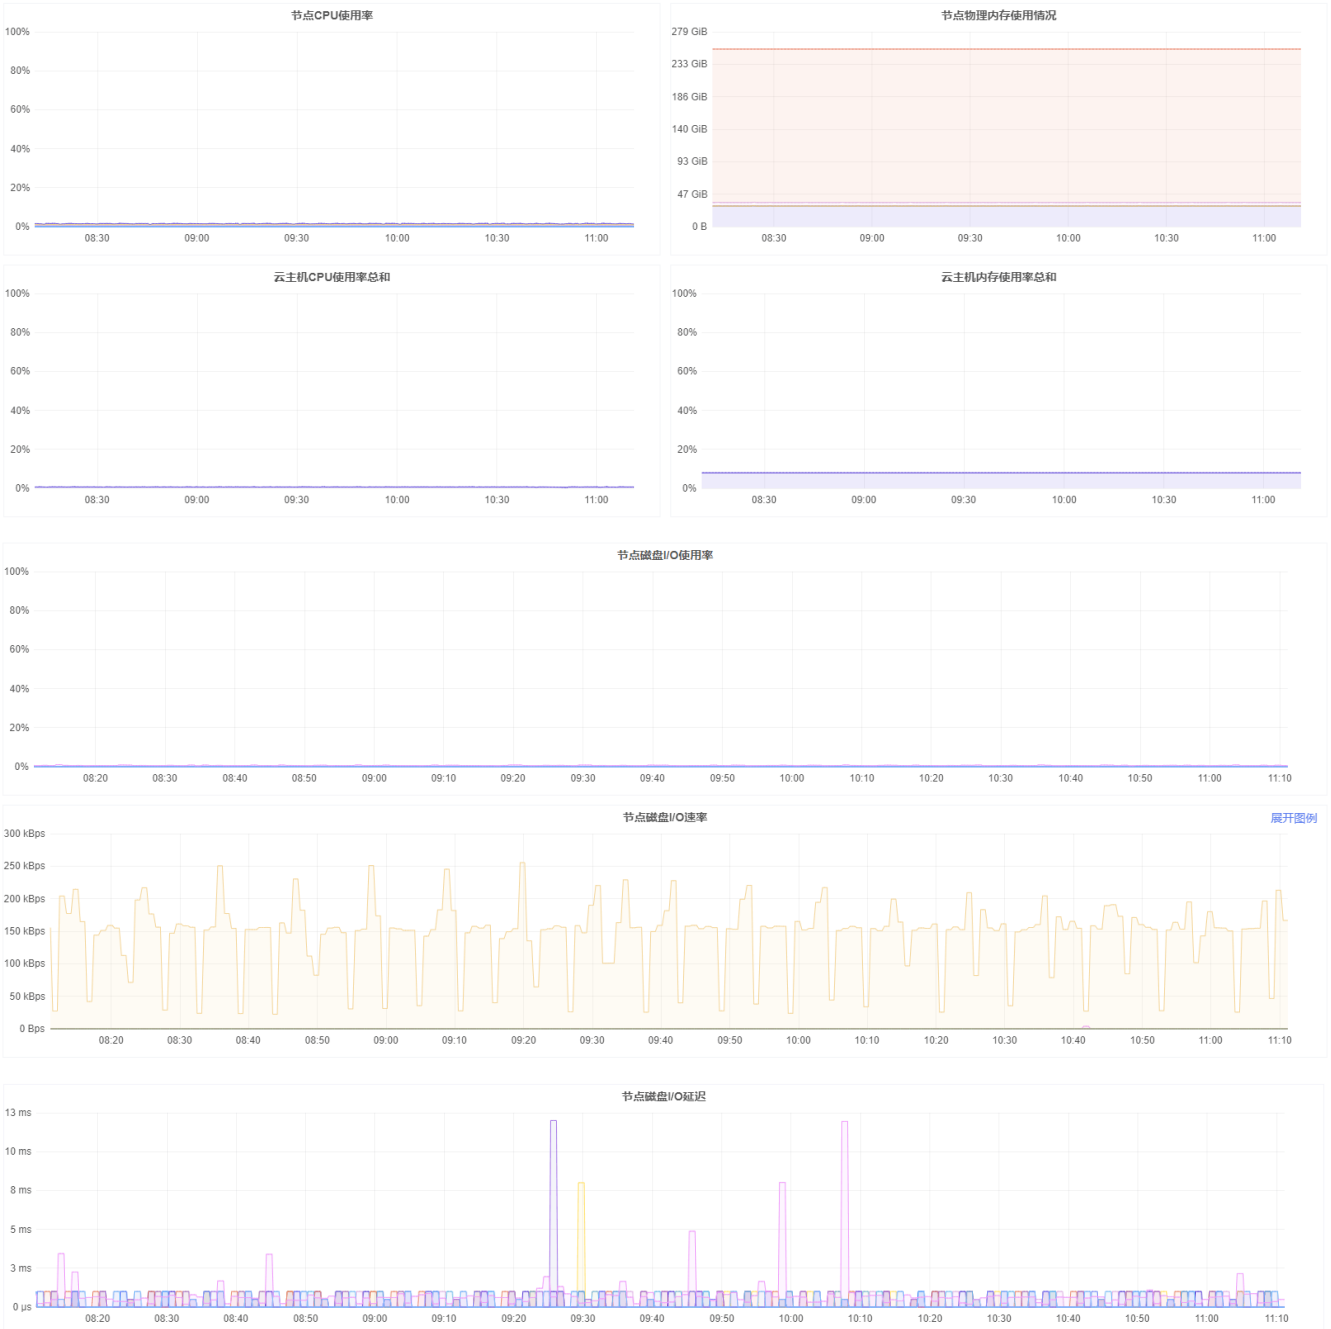 节点CPU使用率
100%
80%
60%
40%
20%
0%
08:30 09:00 09:30 10:00 10:30 11:00
节点物理内存使用情况
279 GiB
233 GiB
186 GiB
140 GiB
93 GiB
47 GiB
0 B
08:30 09:00 09:30 10:00 10:30 11:00
云主机CPU使用率总和
100%
80%
60%
40%
20%
0%
08:30 09:00 09:30 10:00 10:30 11:00
云主机内存使用率总和
100%
80%
60%
40%
20%
0%
08:30 09:00 09:30 10:00 10:30 11:00
节点磁盘I/O使用率
100%
80%
60%
40%
20%
0%
08:20 08:30 08:40 08:50 09:00 09:10 09:20 09:30 09:40 09:50 10:00 10:10 10:20 10:30 10:40 10:50 11:00 11:10
节点磁盘I/O速率
展开图例
300 kBps
250 kBps
200 kBps
150 kBps
100 kBps
50 kBps
0 Bps
08:20 08:30 08:40 08:50 09:00 09:10 09:20 09:30 09:40 09:50 10:00 10:10 10:20 10:30 10:40 10:50 11:00 11:10
节点磁盘I/O延迟
13 ms
10 ms
8 ms
5 ms
3 ms
0 μs
08:20 08:30 08:40 08:50 09:00 09:10 09:20 09:30 09:40 09:50 10:00 10:10 10:20 10:30 10:40 10:50 11:00 11:10